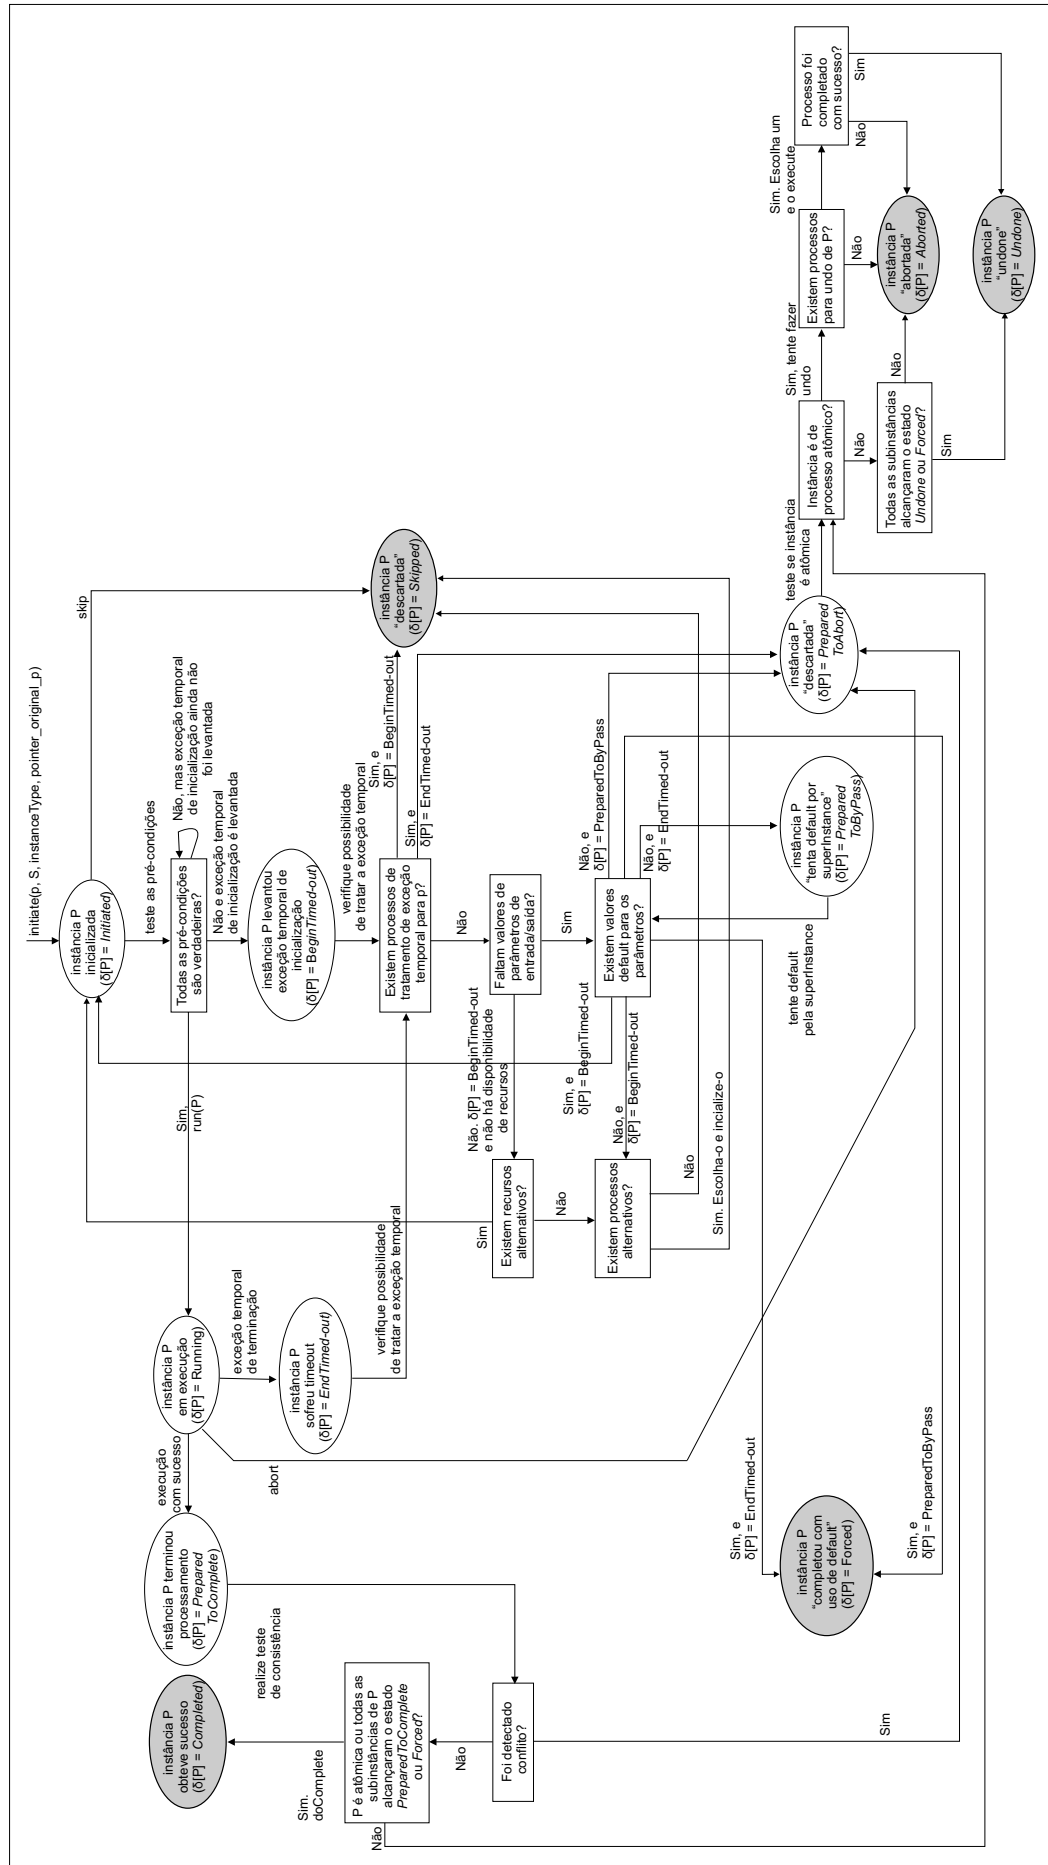 initiate(p, S, instanceType, pointer_original_p)
instância P
inicializada
(δ[P] = Initiated)
skip
teste as pré-condições
Todas as pré-condições
são verdadeiras?
Não, mas exceção temporal
de inicialização ainda não
foi levantada
Não e exceção temporal
de inicialização é levantada
Sim,
run(P)
instância P levantou
exceção temporal de
inicialização
(δ[P] = BeginTimed-out)
verifique possibilidade
de tratar a exceção temporal
Existem processos de
tratamento de exceção
temporal para p?
Sim, e
δ[P] = BeginTimed-out
Sim, e
δ[P] = EndTimed-out
instância P
“descartada”
(δ[P] = Skipped)
Não
Faltam valores de
parâmetros de
entrada/saída?
Sim
Não. δ[P] = BeginTimed-out
e não há disponibilidade
de recursos
Existem valores
default para os
parâmetros?
Não, e
δ[P] = PreparedToByPass
Não, e
δ[P] = EndTimed-out
Sim, e
δ[P] = BeginTimed-out
Não, e
δ[P] = BeginTimed-out
Existem recursos
alternativos?
Sim
Não
Existem processos
alternativos?
Não
Sim. Escolha-o e incialize-o
instância P
“tenta default por
superInstance”
(δ[P] = Prepared
ToByPass)
tente default
pela superInstance
instância P
em execução
(δ[P] = Running)
execução
com sucesso
exceção temporal
de terminação
abort
instância P
sofreu timeout
(δ[P] = EndTimed-out)
verifique possibilidade
de tratar a exceção temporal
instância P terminou
processamento
(δ[P] = Prepared
ToComplete)
realize teste
de consistência
instância P
obteve sucesso
(δ[P] = Completed)
Sim.
doComplete
P é atômica ou todas as
subinstâncias de P
alcançaram o estado
PreparedToComplete
ou Forced?
Não
Não
Foi detectado
conflito?
Sim
Sim, e
δ[P] = EndTimed-out
Sim, e
δ[P] = PreparedToByPass
instância P
“completou com
uso de default”
(δ[P] = Forced)
instância P
“descartada”
(δ[P] = Prepared
ToAbort)
teste se instância
é atômica
Instância é de
processo atômico?
Sim, tente fazer
undo
Não
Todas as subinstâncias
alcançaram o estado
Undone ou Forced?
Não
Sim
Existem processos
para undo de P?
Sim. Escolha um
e o execute
Não
Processo foi
completado
com sucesso?
Não
Sim
instância P
“abortada”
(δ[P] = Aborted)
instância P
“undone”
(δ[P] = Undone)